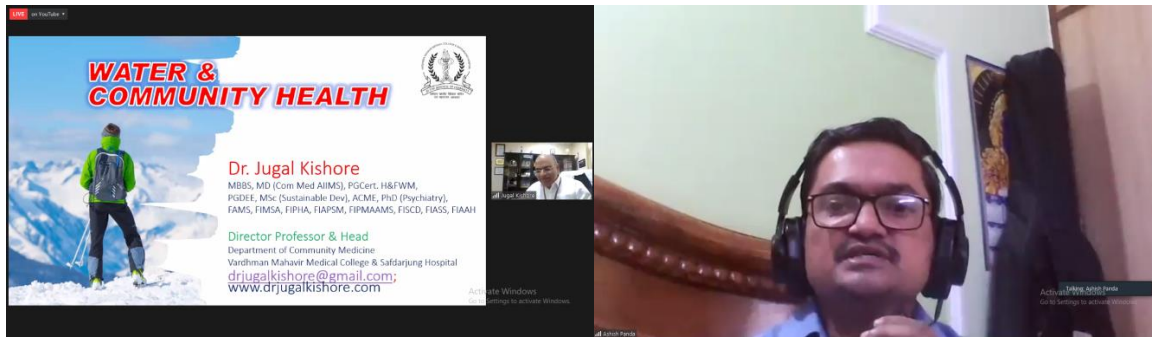 LIVE on YouTube
WATER &
COMMUNITY HEALTH
Dr. Jugal Kishore
MBBS, MD (Com Med AIIMS), PGCert. H&FWM,
PGDEE, MSc (Sustainable Dev), ACME, PhD (Psychiatry),
FAMS, FIMSA, FIPHA, FIAPSM, FIPMAAMS, FISCD, FIASS, FIAAH
Director Professor & Head
Department of Community Medicine
Vardhman Mahavir Medical College & Safdarjung Hospital
drjugalkishore@gmail.com;
www.drjugalkishore.com
Jugal Kishore
Activate Windows
Go to Settings to activate Windows.
Talking: Ashish Panda
Activate Windows
Go to Settings to activate Windows.
Ashish Panda